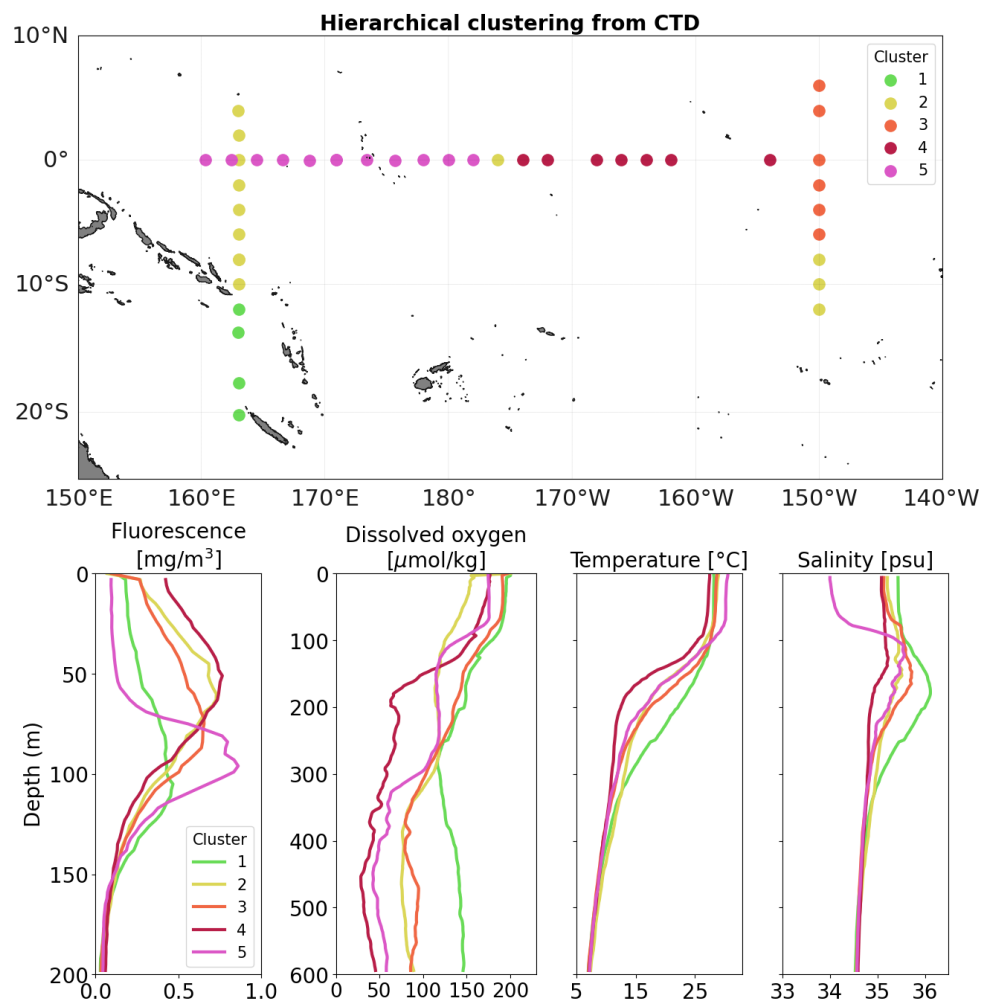 Hierarchical clustering from CTD
10°N
0°
10°S
20°S
150°E 160°E 170°E 180° 170°W 160°W 150°W 140°W
Cluster
1
2
3
4
5
Fluorescence
[mg/m³]
Depth (m)
0
50
100
150
200
0.0 0.5 1.0
Cluster
1
2
3
4
5
Dissolved oxygen
[μmol/kg]
0
100
200
300
400
500
600
0 50 100 150 200
Temperature [°C]
5 15 25
Salinity [psu]
33 34 35 36